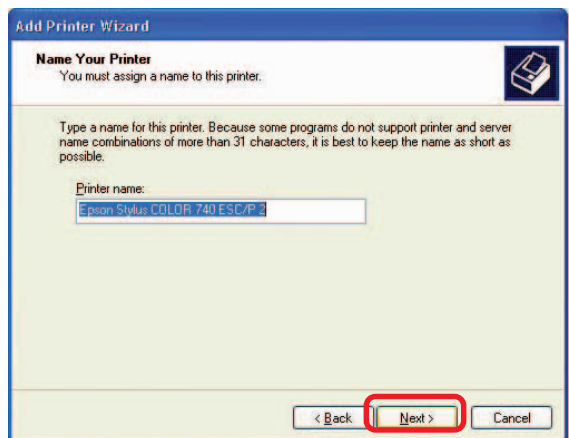 Add Printer Wizard
Name Your Printer
You must assign a name to this printer.
Type a name for this printer. Because some programs do not support printer and server
name combinations of more than 31 characters, it is best to keep the name as short as
possible.
Printer name:
Epson Stylus COLOR 740 ESC/P 2
< Back
Next >
Cancel